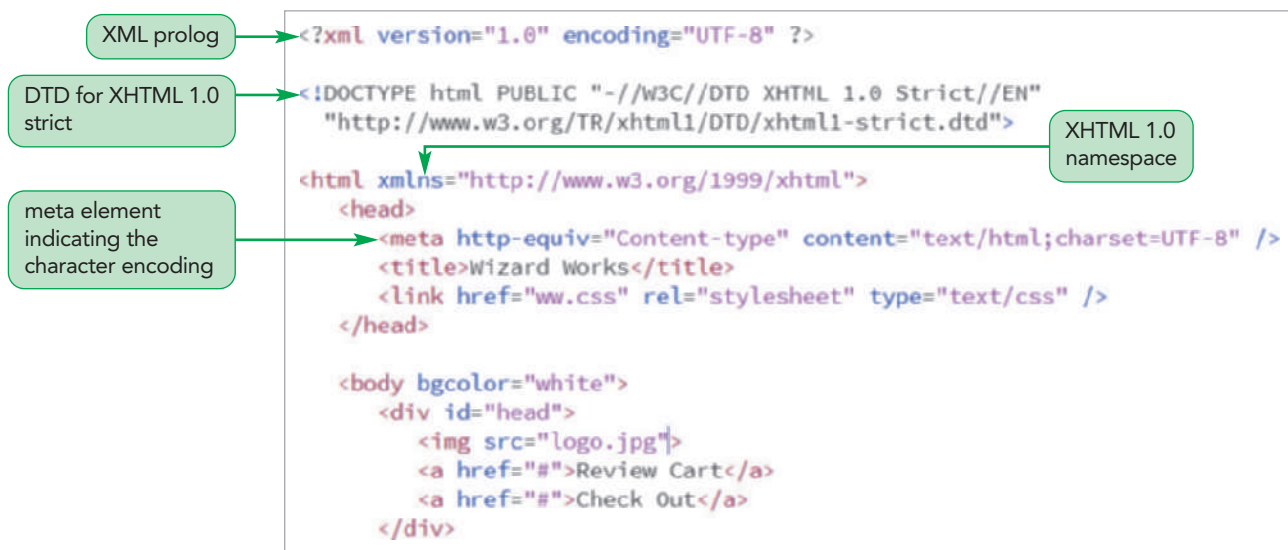 XML prolog
<?xml version="1.0" encoding="UTF-8" ?>
DTD for XHTML 1.0
strict
<!DOCTYPE html PUBLIC "-//W3C//DTD XHTML 1.0 Strict//EN"
"http://www.w3.org/TR/xhtml1/DTD/xhtml1-strict.dtd">
XHTML 1.0
namespace
<html xmlns="http://www.w3.org/1999/xhtml">
<head>
meta element
indicating the
character encoding
<meta http-equiv="Content-type" content="text/html;charset=UTF-8" />
<title>Wizard Works</title>
<link href="ww.css" rel="stylesheet" type="text/css" />
</head>
<body bgcolor="white">
<div id="head">
<img src="logo.jpg">
<a href="#">Review Cart</a>
<a href="#">Check Out</a>
</div>